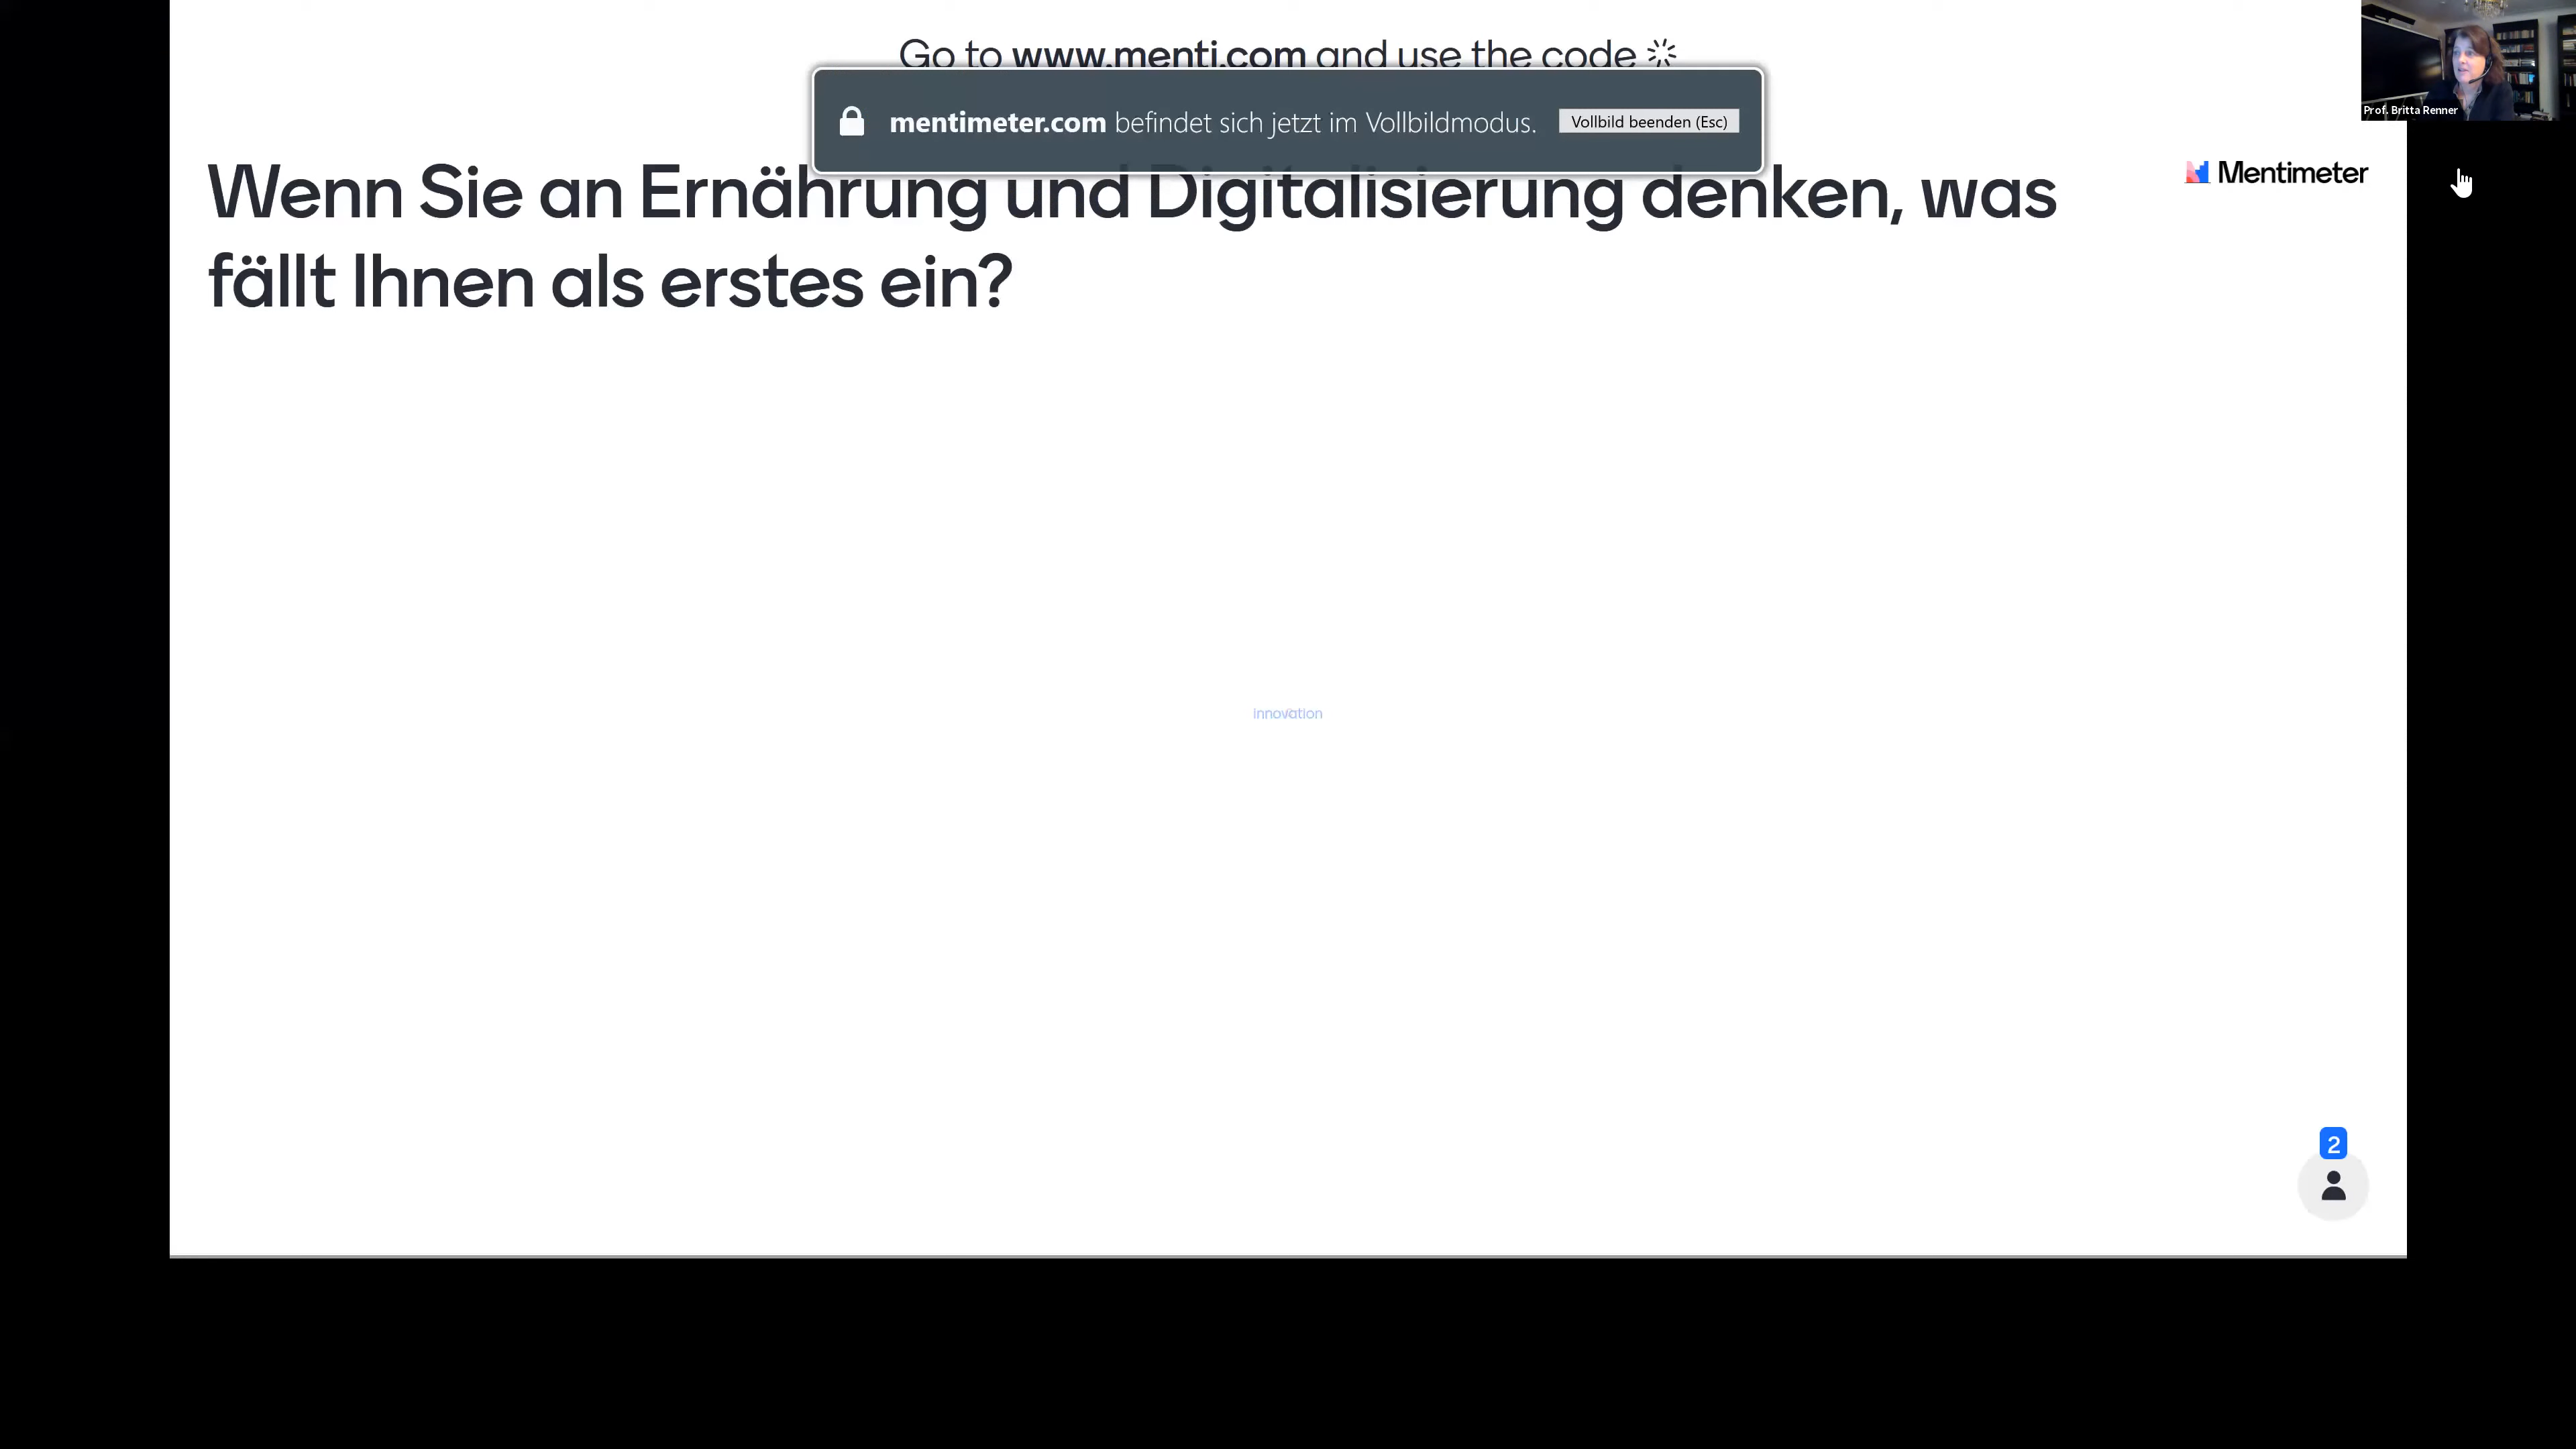 Go to www.menti.com and use the code
mentimeter.com befindet sich jetzt im Vollbildmodus. Vollbild beenden (Esc)
Prof. Britta Renner
Mentimeter
Wenn Sie an Ernährung und Digitalisierung denken, was
fällt Ihnen als erstes ein?
innovation
2